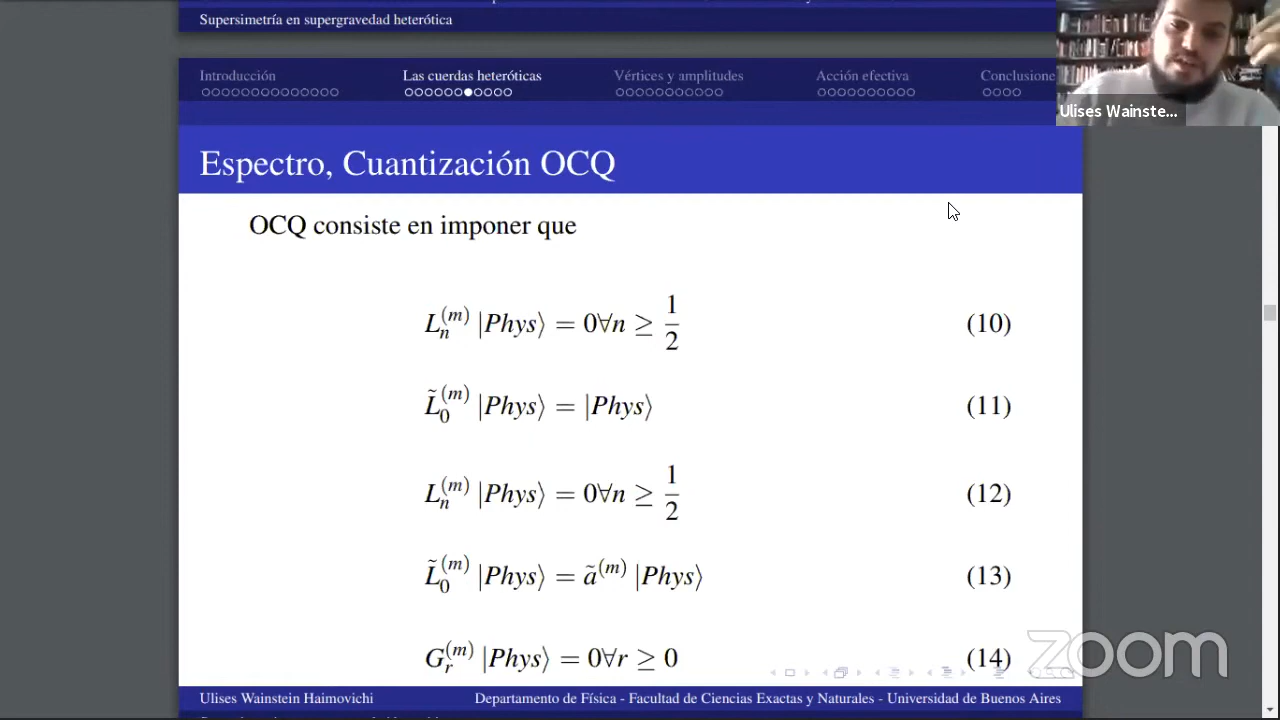 Supersimetría en supergravedad heterótica
Introducción Las cuerdas heteróticas Vértices y amplitudes Acción efectiva Conclusione
Ulises Wainste...
Espectro, Cuantización OCQ
OCQ consiste en imponer que
L_n^{(m)} |Phys⟩ = 0∀n ≥ 1/2 (10)
L̃_0^{(m)} |Phys⟩ = |Phys⟩ (11)
L_n^{(m)} |Phys⟩ = 0∀n ≥ 1/2 (12)
L̃_0^{(m)} |Phys⟩ = ã^{(m)} |Phys⟩ (13)
G_r^{(m)} |Phys⟩ = 0∀r ≥ 0 (14)
zoom
Ulises Wainstein Haimovichi Departamento de Física - Facultad de Ciencias Exactas y Naturales - Universidad de Buenos Aires